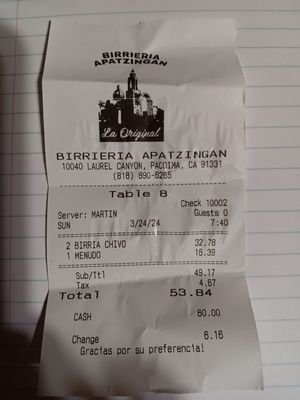 BIRRIERIA
APATZINGAN
La Original
BIRRIERIA APATZINGAN
10040 LAUREL CANYON, PACOIMA, CA 91331
(818) 890-6265
Table 8
Check 10002
Server: MARTIN Guests 0
SUN 3/24/24 7:40
2 BIRRIA CHIVO 32.78
1 MENUDO 16.39
Sub/Ttl 49.17
Tax 4.67
Total 53.84
CASH 60.00
Change 6.16
Gracias por su preferencia!